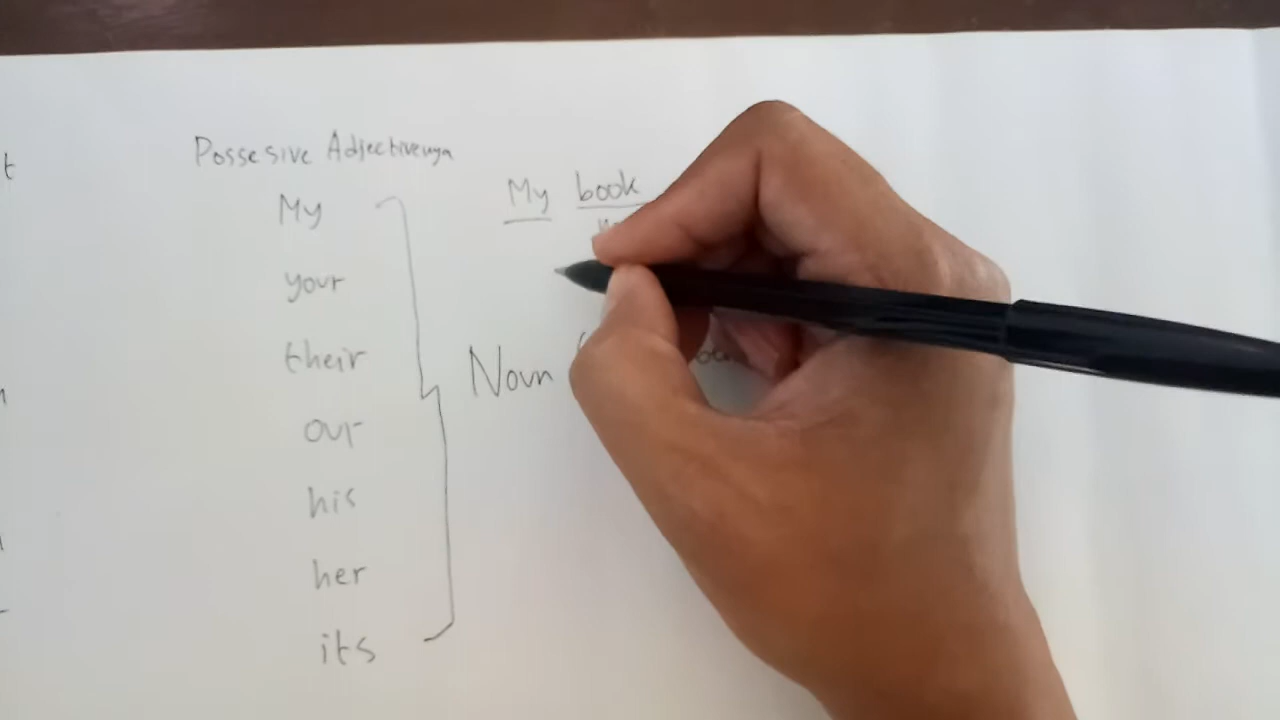 Possesive Adjectivenya
My
your
their
our
his
her
its
My book
Noun